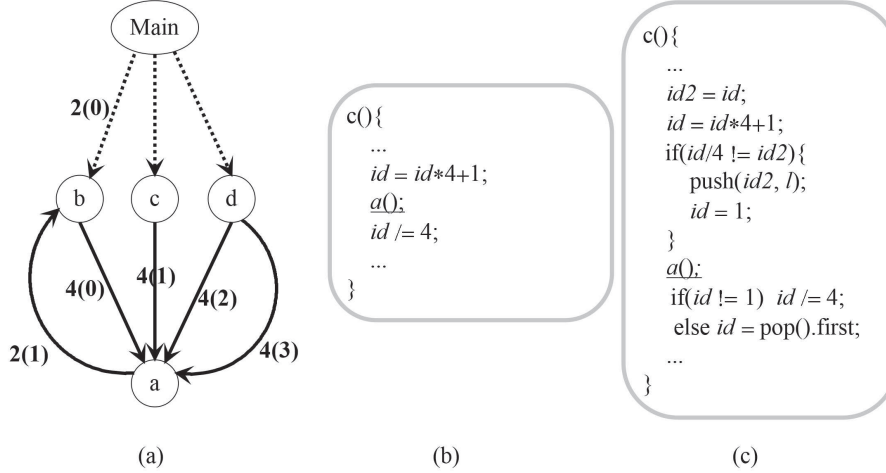 Main
2(0)
b
c
d
4(0)
4(1)
4(2)
4(3)
2(1)
a
(a)
c(){
...
id = id*4+1;
a();
id /= 4;
...
}
(b)
c(){
...
id2 = id;
id = id*4+1;
if(id/4 != id2){
push(id2, l);
id = 1;
}
a();
if(id != 1) id /= 4;
else id = pop().first;
...
}
(c)